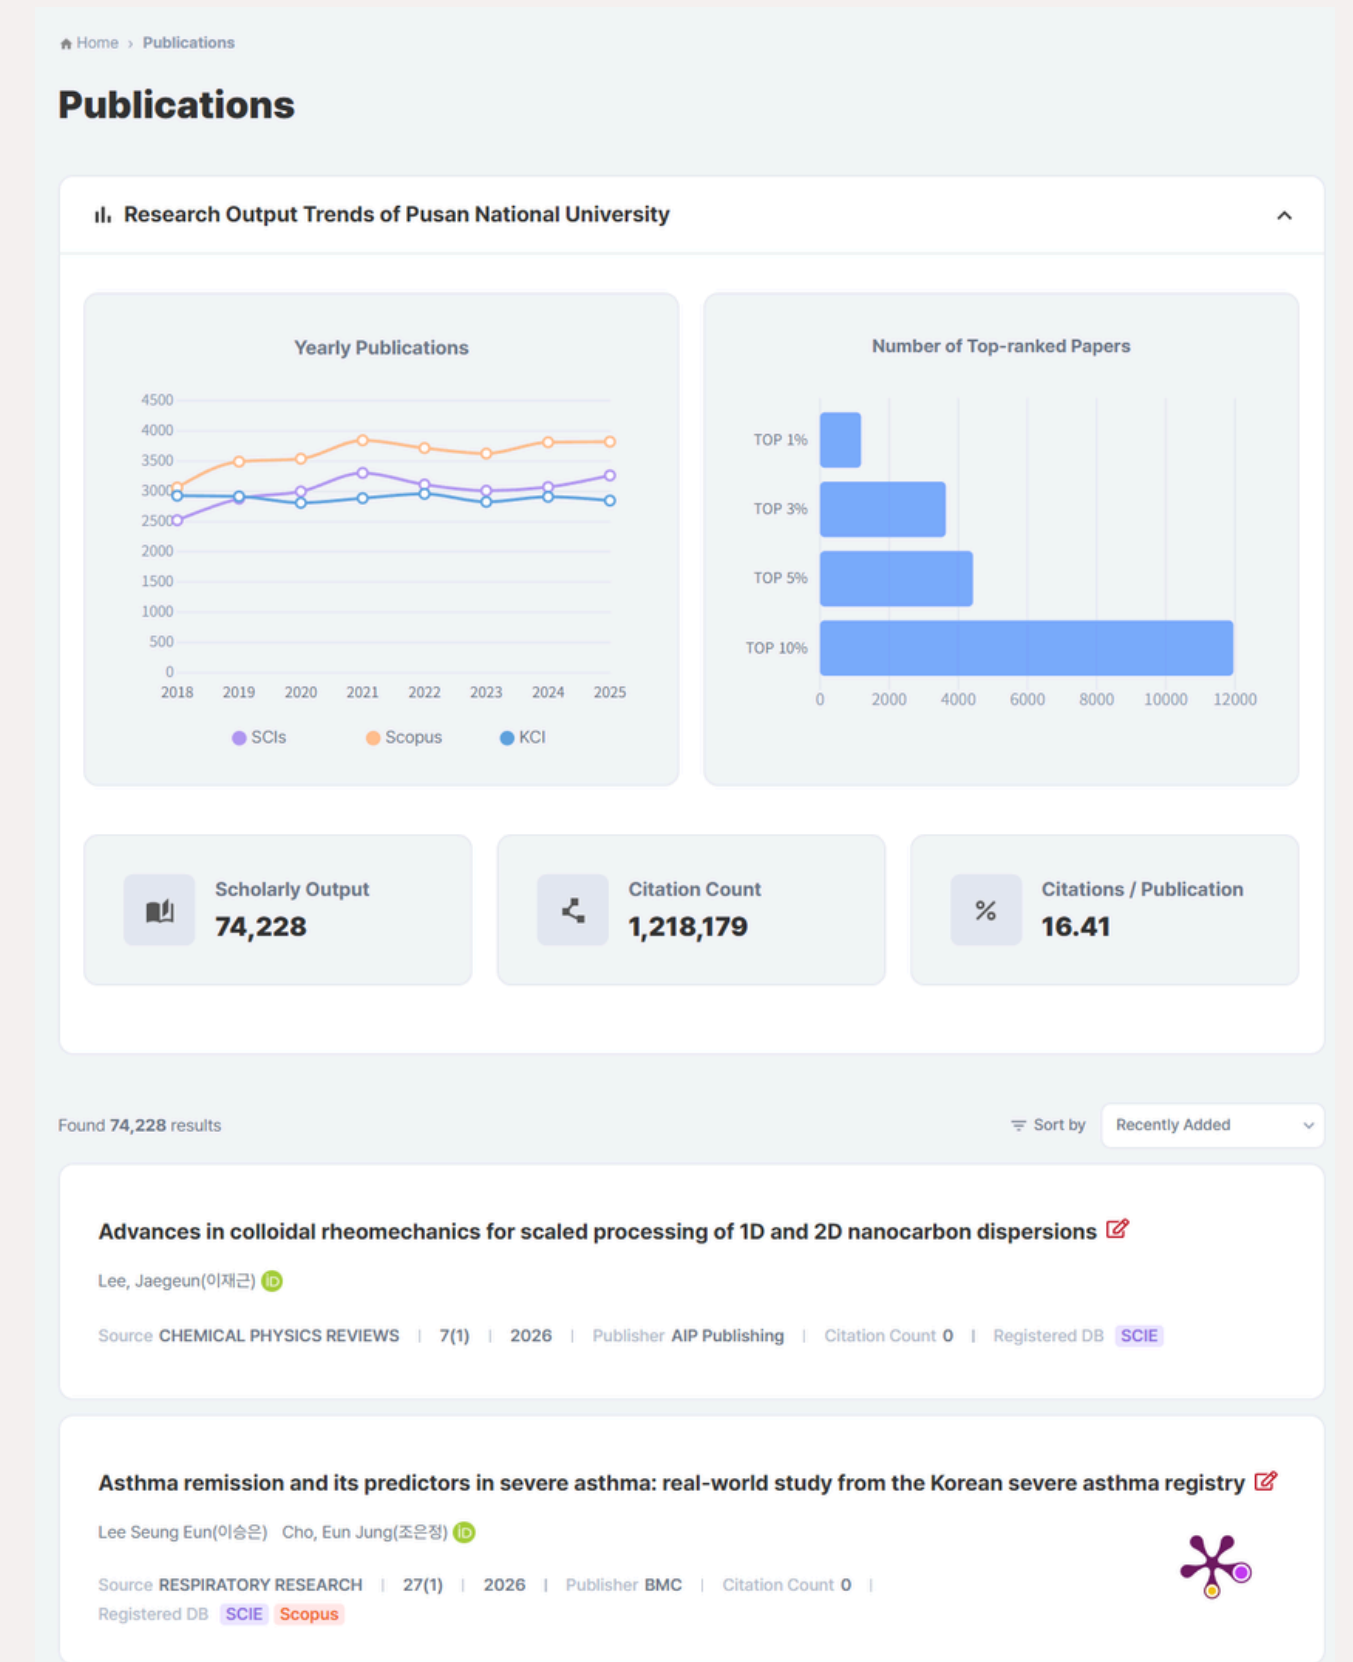 Home › Publications
Publications
Research Output Trends of Pusan National University
Yearly Publications
4500
4000
3500
3000
2500
2000
1500
1000
500
0
2018 2019 2020 2021 2022 2023 2024 2025
SCIs Scopus KCI
Number of Top-ranked Papers
TOP 1%
TOP 3%
TOP 5%
TOP 10%
0 2000 4000 6000 8000 10000 12000
Scholarly Output
74,228
Citation Count
1,218,179
% Citations / Publication
16.41
Found 74,228 results
Sort by Recently Added
Advances in colloidal rheomechanics for scaled processing of 1D and 2D nanocarbon dispersions
Lee, Jaegeun(이재근) iD
Source CHEMICAL PHYSICS REVIEWS | 7(1) | 2026 | Publisher AIP Publishing | Citation Count 0 | Registered DB SCIE
Asthma remission and its predictors in severe asthma: real-world study from the Korean severe asthma registry
Lee Seung Eun(이승은) Cho, Eun Jung(조은정) iD
Source RESPIRATORY RESEARCH | 27(1) | 2026 | Publisher BMC | Citation Count 0 |
Registered DB SCIE Scopus